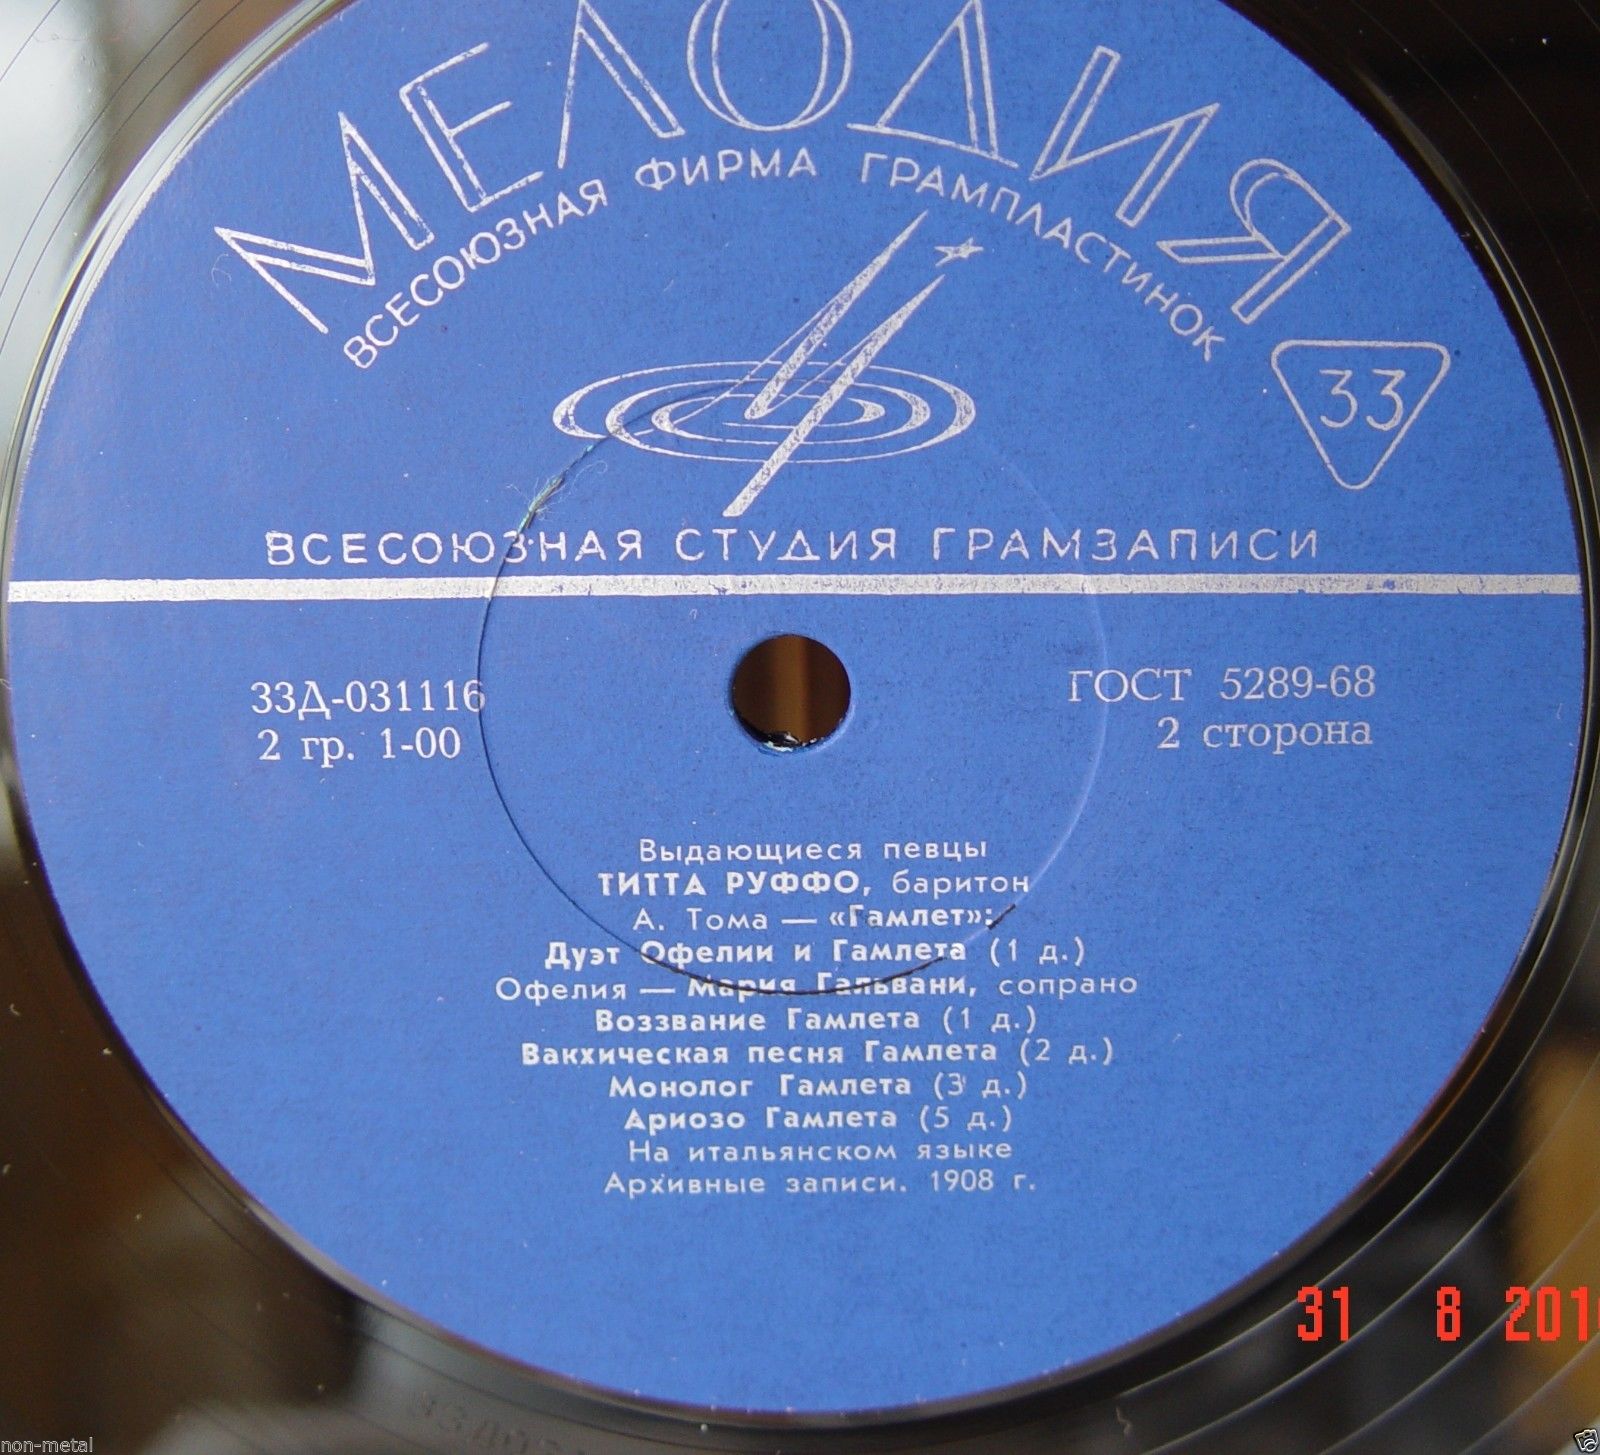 МЕЛОДИЯ
ВСЕСОЮЗНАЯ ФИРМА ГРАМПЛАСТИНОК
33
ВСЕСОЮЗНАЯ СТУДИЯ ГРАМЗАПИСИ
33Д-031116
2 гр. 1-00
ГОСТ 5289-68
2 сторона
Выдающиеся певцы
ТИТТА РУФФО, баритон
А. Тома — «Гамлет»:
Дуэт Офелии и Гамлета (1 д.)
Офелия — Мария Гальвани, сопрано
Воззвание Гамлета (1 д.)
Вакхическая песня Гамлета (2 д.)
Монолог Гамлета (3 д.)
Ариозо Гамлета (5 д.)
На итальянском языке
Архивные записи. 1908 г.
31 8
non-metal